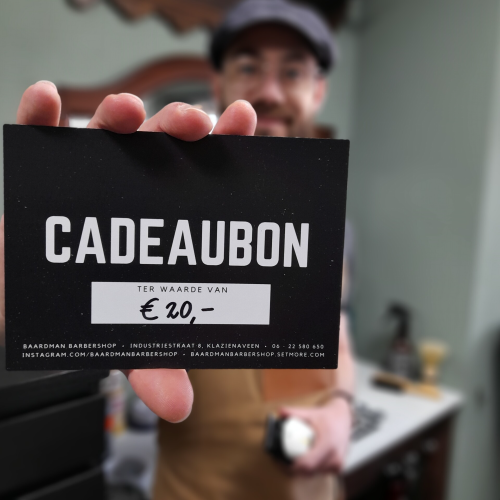 CADEAUBON
TER WAARDE VAN
€ 20,-
BAARDMAN BARBERSHOP • INDUSTRIESTRAAT 8, KLAZIENAVEEN • 06 - 22 580 650
INSTAGRAM.COM/BAARDMANBARBERSHOP • BAARDMANBARBERSHOP.SETMORE.COM